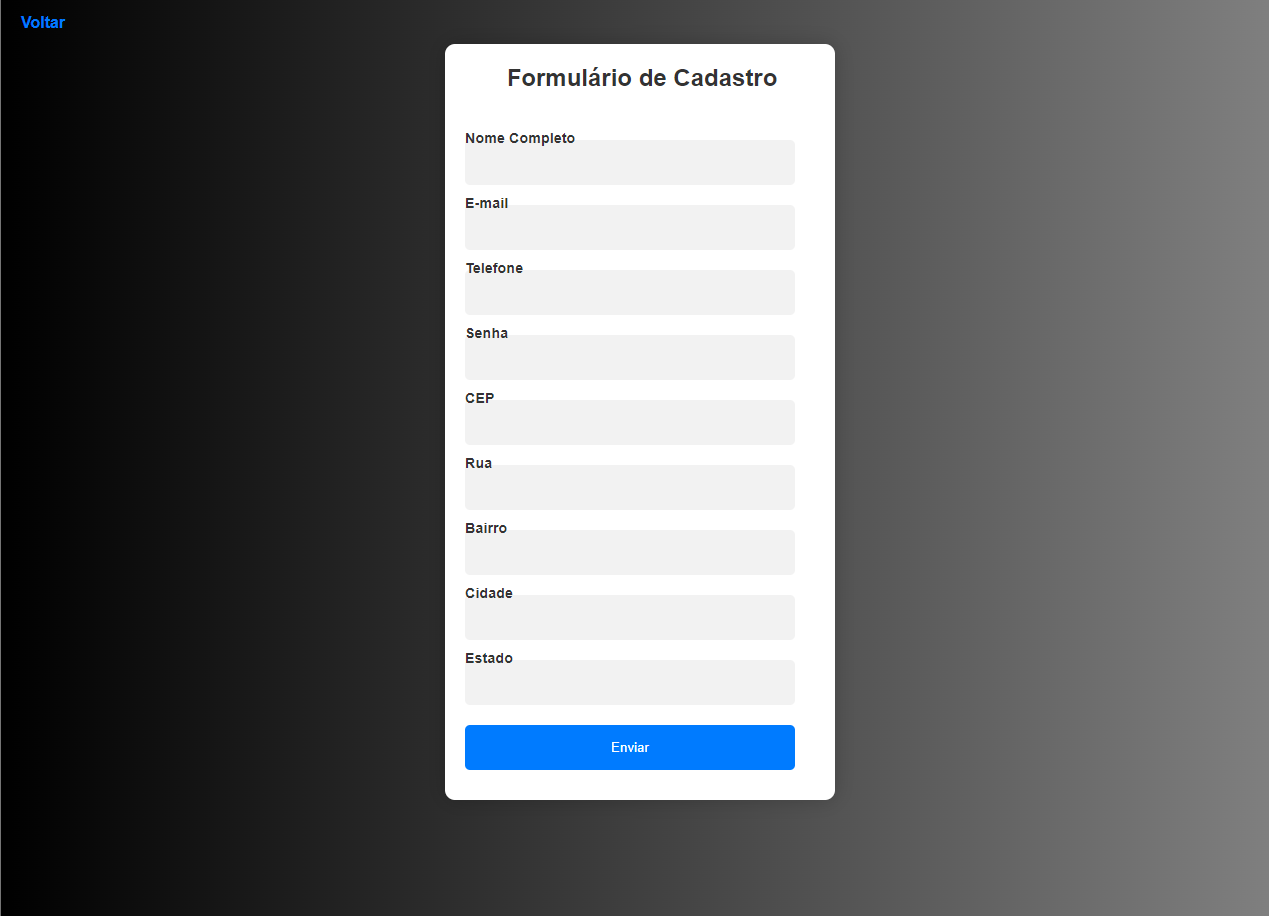 Voltar
Formulário de Cadastro
Nome Completo
E-mail
Telefone
Senha
CEP
Rua
Bairro
Cidade
Estado
Enviar